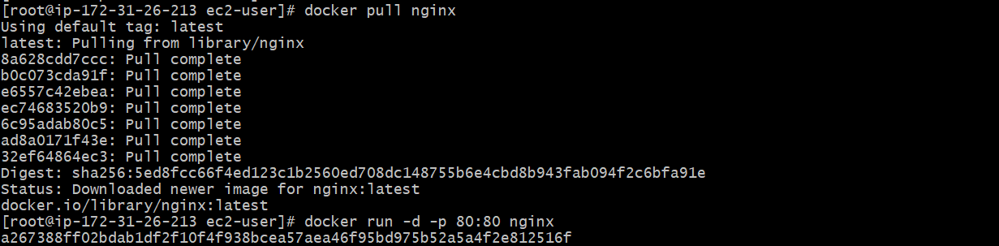 [root@ip-172-31-26-213 ec2-user]# docker pull nginx
Using default tag: latest
latest: Pulling from library/nginx
8a628cdd7ccc: Pull complete
b0c073cda91f: Pull complete
e6557c42ebea: Pull complete
ec74683520b9: Pull complete
6c95adab80c5: Pull complete
ad8a0171f43e: Pull complete
32ef64864ec3: Pull complete
Digest: sha256:5ed8fcc66f4ed123c1b2560ed708dc148755b6e4cbd8b943fab094f2c6bfa91e
Status: Downloaded newer image for nginx:latest
docker.io/library/nginx:latest
[root@ip-172-31-26-213 ec2-user]# docker run -d -p 80:80 nginx
a267388ff02bdab1df2f10f4f938bcea57aea46f95bd975b52a5a4f2e812516f